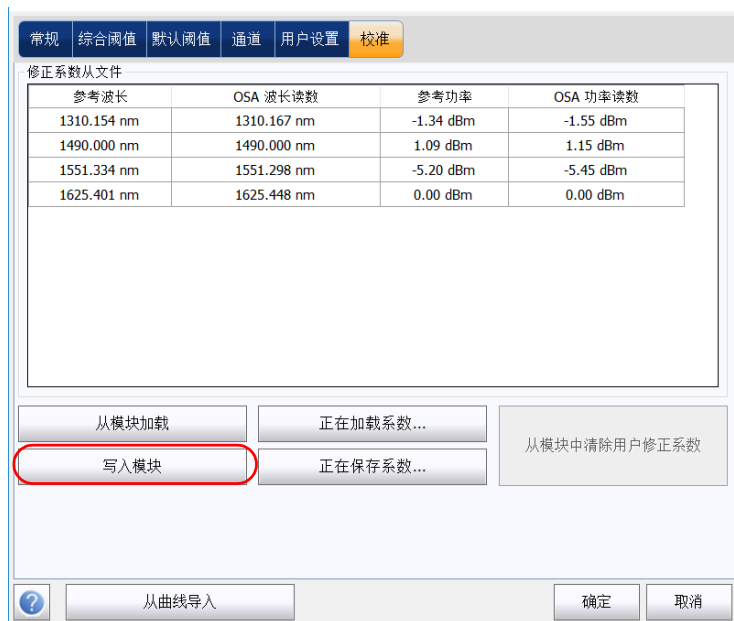 常规 综合阈值 默认阈值 通道 用户设置 校准
修正系数从文件
参考波长 OSA 波长读数 参考功率 OSA 功率读数
1310.154 nm 1310.167 nm -1.34 dBm -1.55 dBm
1490.000 nm 1490.000 nm 1.09 dBm 1.15 dBm
1551.334 nm 1551.298 nm -5.20 dBm -5.45 dBm
1625.401 nm 1625.448 nm 0.00 dBm 0.00 dBm
从模块加载 正在加载系数...
从模块中清除用户修正系数
写入模块 正在保存系数...
? 从曲线导入 确定 取消